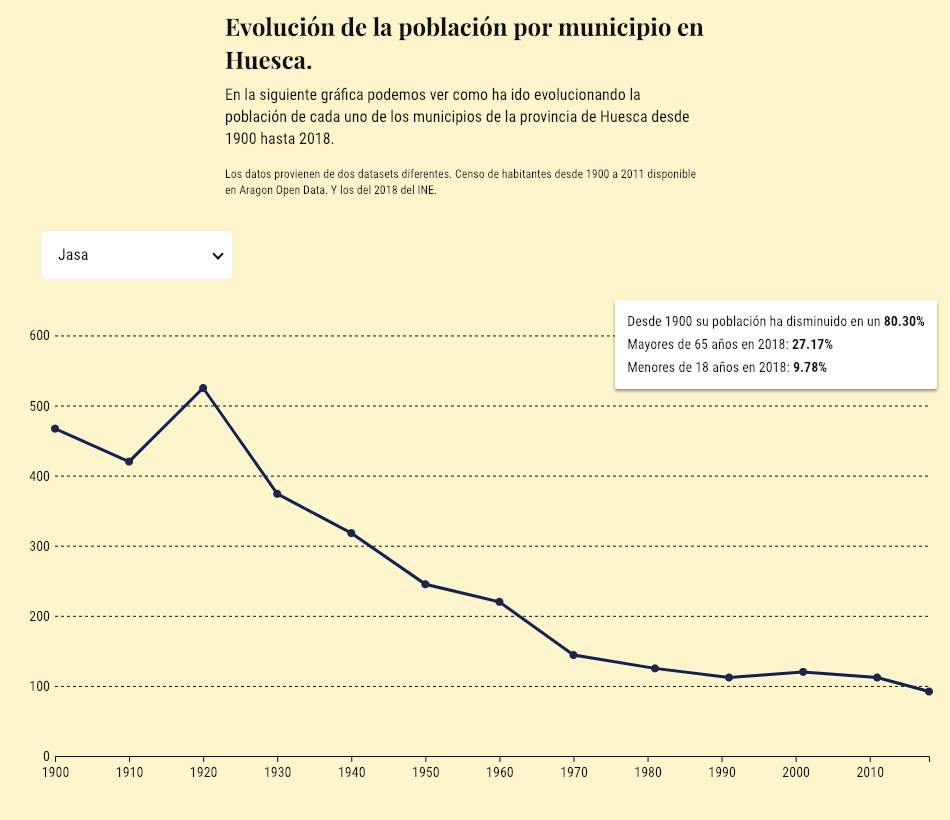 Evolución de la población por municipio en
Huesca.
En la siguiente gráfica podemos ver como ha ido evolucionando la
población de cada uno de los municipios de la provincia de Huesca desde
1900 hasta 2018.
Los datos provienen de dos datasets diferentes. Censo de habitantes desde 1900 a 2011 disponible
en Aragon Open Data. Y los del 2018 del INE.
Jasa
Desde 1900 su población ha disminuido en un 80.30%
Mayores de 65 años en 2018: 27.17%
Menores de 18 años en 2018: 9.78%
600
500
400
300
200
100
0
1900 1910 1920 1930 1940 1950 1960 1970 1980 1990 2000 2010